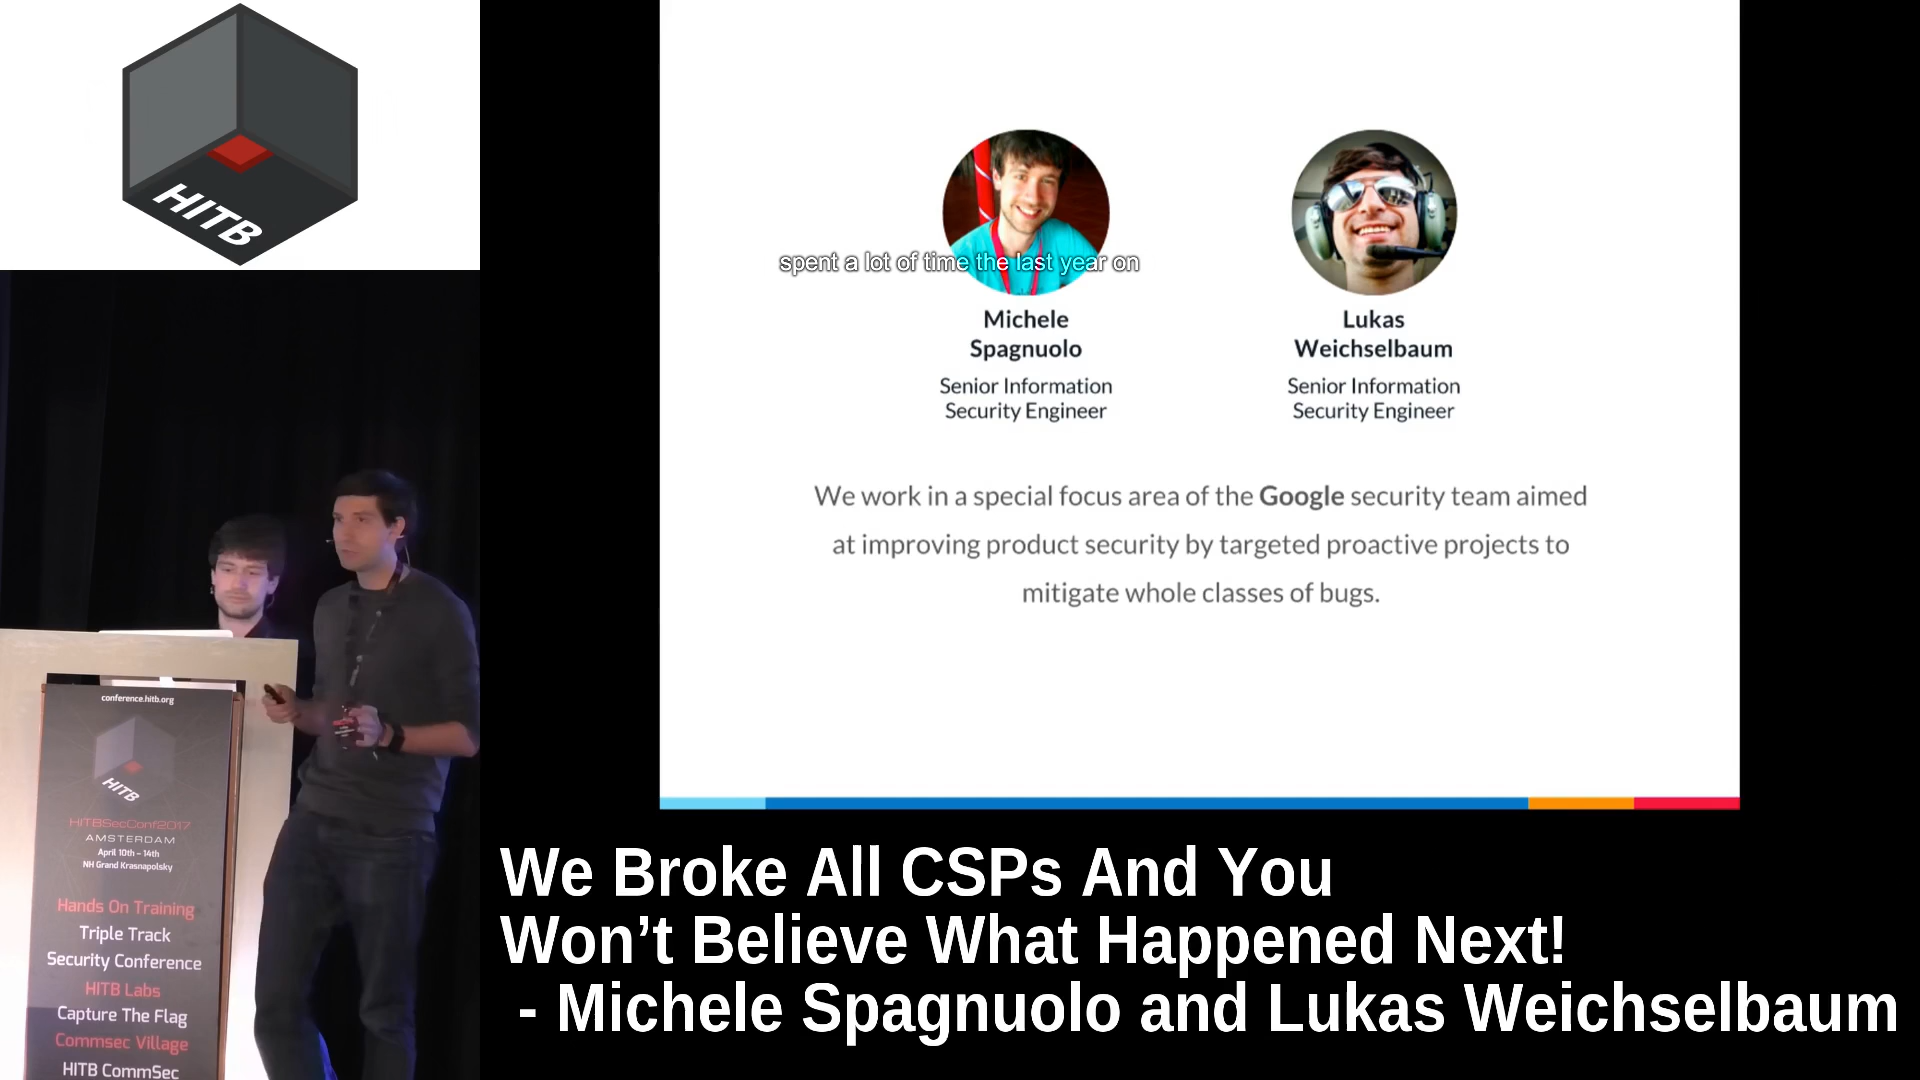 HITB
spent a lot of time the last year on
Michele
Spagnuolo
Senior Information
Security Engineer
Lukas
Weichselbaum
Senior Information
Security Engineer
We work in a special focus area of the Google security team aimed
at improving product security by targeted proactive projects to
mitigate whole classes of bugs.
conference.hitb.org
HITB
HITBSecConf2017
AMSTERDAM
April 10th - 14th
NH Grand Krasnapolsky
Hands On Training
Triple Track
Security Conference
HITB Labs
Capture The Flag
Commsec Village
HITB CommSec
We Broke All CSPs And You
Won’t Believe What Happened Next!
- Michele Spagnuolo and Lukas Weichselbaum